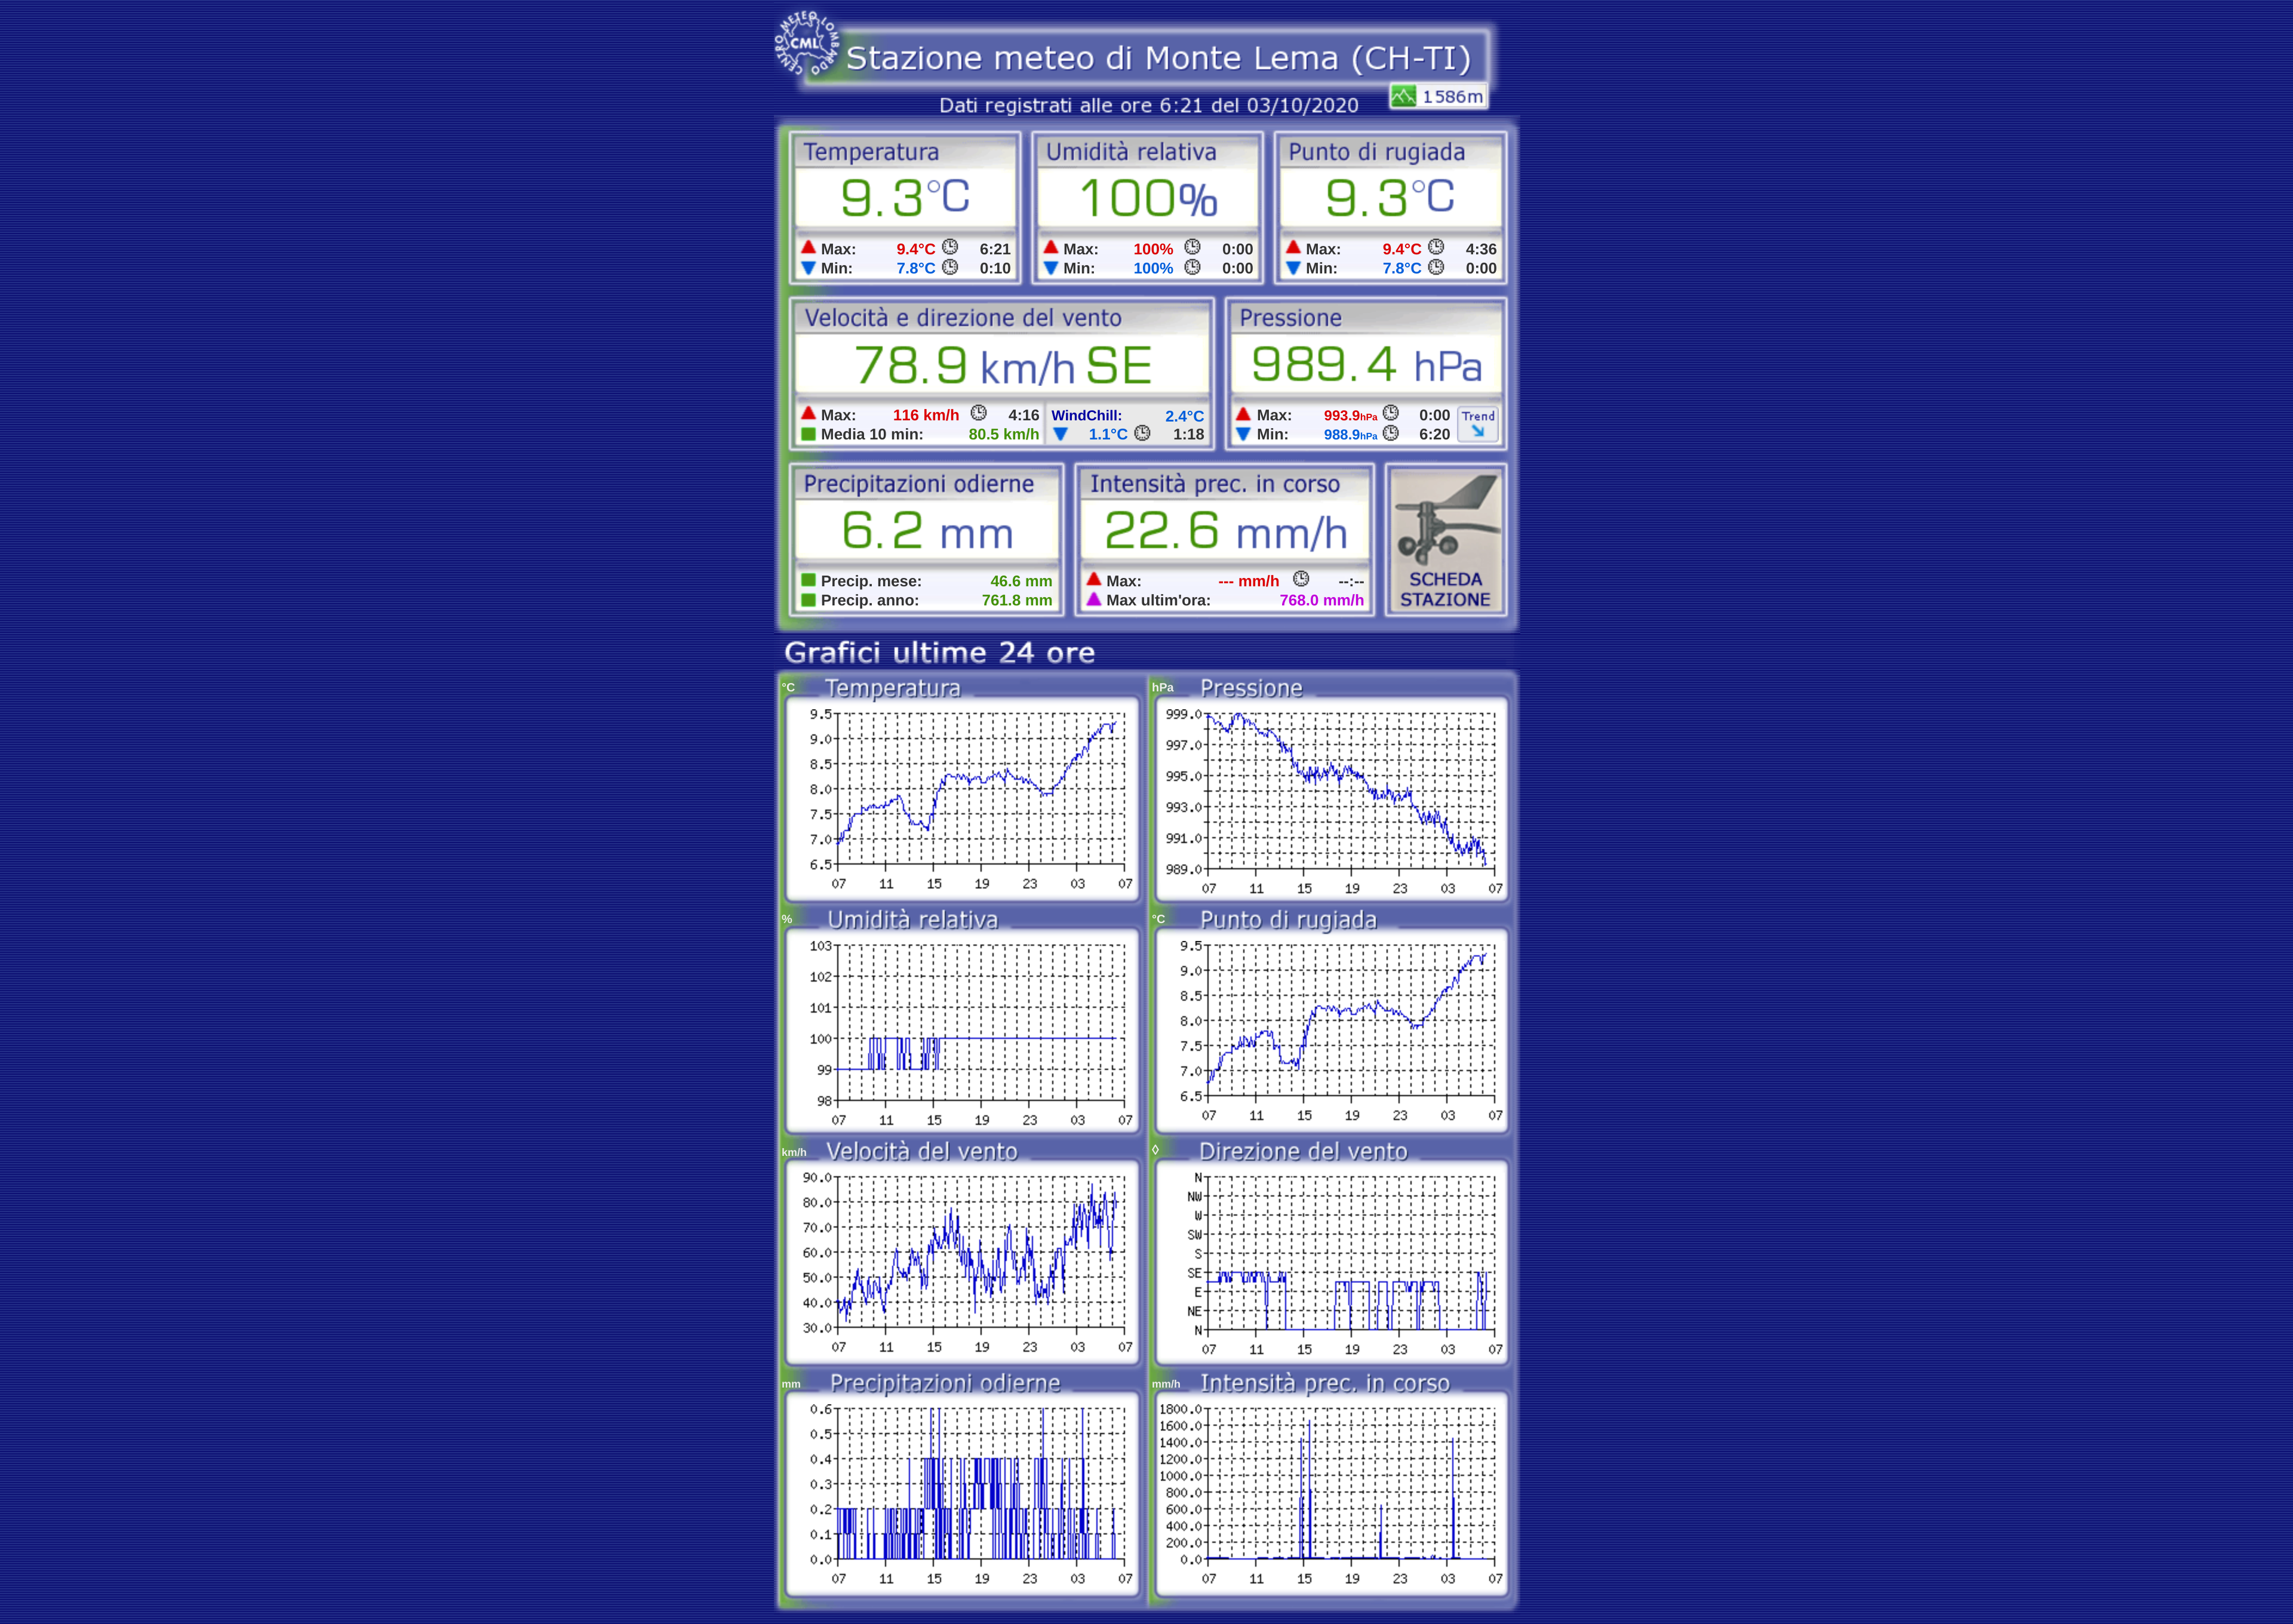 CENTRO METEO LOMBARDO
CML
Stazione meteo di Monte Lema (CH-TI)
1586m
Dati registrati alle ore 6:21 del 03/10/2020
Temperatura
9.3°C
Max: 9.4°C 6:21
Min: 7.8°C 0:10
Umidità relativa
100%
Max: 100% 0:00
Min: 100% 0:00
Punto di rugiada
9.3°C
Max: 9.4°C 4:36
Min: 7.8°C 0:00
Velocità e direzione del vento
78.9 km/h SE
Max: 116 km/h 4:16
Media 10 min: 80.5 km/h
WindChill: 2.4°C
1.1°C 1:18
Pressione
989.4 hPa
Max: 993.9hPa 0:00
Min: 988.9hPa 6:20
Trend
Precipitazioni odierne
6.2 mm
Precip. mese: 46.6 mm
Precip. anno: 761.8 mm
Intensità prec. in corso
22.6 mm/h
Max: --- mm/h --:--
Max ultim'ora: 768.0 mm/h
SCHEDA
STAZIONE
Grafici ultime 24 ore
°C Temperatura
9.5
9.0
8.5
8.0
7.5
7.0
6.5
07 11 15 19 23 03 07
hPa Pressione
999.0
997.0
995.0
993.0
991.0
989.0
07 11 15 19 23 03 07
% Umidità relativa
103
102
101
100
99
98
07 11 15 19 23 03 07
°C Punto di rugiada
9.5
9.0
8.5
8.0
7.5
7.0
6.5
07 11 15 19 23 03 07
km/h Velocità del vento
90.0
80.0
70.0
60.0
50.0
40.0
30.0
07 11 15 19 23 03 07
◊ Direzione del vento
N
NW
W
SW
S
SE
E
NE
N
07 11 15 19 23 03 07
mm Precipitazioni odierne
0.6
0.5
0.4
0.3
0.2
0.1
0.0
07 11 15 19 23 03 07
mm/h Intensità prec. in corso
1800.0
1600.0
1400.0
1200.0
1000.0
800.0
600.0
400.0
200.0
0.0
07 11 15 19 23 03 07